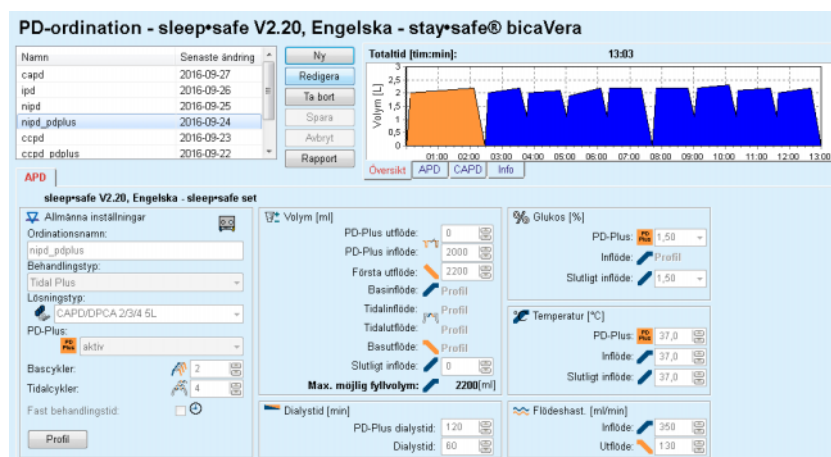 PD-ordination - sleep•safe V2.20, Engelska - stay•safe® bicaVera
Namn Senaste ändring
capd 2016-09-27
ipd 2016-09-26
nipd 2016-09-25
nipd_pdplus 2016-09-24
ccpd 2016-09-23
ccpd_pdplus 2016-09-22
Ny
Redigera
Ta bort
Spara
Avbryt
Rapport
Totaltid [tim:min]: 13:03
Volym [L]
3
2,5
2
1,5
1
0,5
0
01:00 02:00 03:00 04:00 05:00 06:00 07:00 08:00 09:00 10:00 11:00 12:00 13:00
Översikt APD CAPD Info
APD
sleep•safe V2.20, Engelska - sleep•safe set
Allmänna inställningar
Ordinationsnamn:
nipd_pdplus
Behandlingstyp:
Tidal Plus
Lösningstyp:
CAPD/DPCA 2/3/4 5L
PD-Plus:
PD-Plus aktiv
Bascykler: 2
Tidalcykler: 4
Fast behandlingstid:
Profil
Volym [ml]
PD-Plus utflöde: 0
PD-Plus inflöde: 2000
Första utflöde: 2200
Basinflöde: Profil
Tidalinflöde: Profil
Tidalutflöde: Profil
Basutflöde: Profil
Slutligt inflöde: 0
Max. möjlig fyllvolym: 2200[ml]
Dialystid [min]
PD-Plus dialystid: 120
Dialystid: 60
Glukos [%]
PD-Plus: PD-Plus 1,50
Inflöde: Profil
Slutligt inflöde: 1,50
Temperatur [°C]
PD-Plus: PD-Plus 37,0
Inflöde: 37,0
Slutligt inflöde: 37,0
Flödeshast. [ml/min]
Inflöde: 350
Utflöde: 130